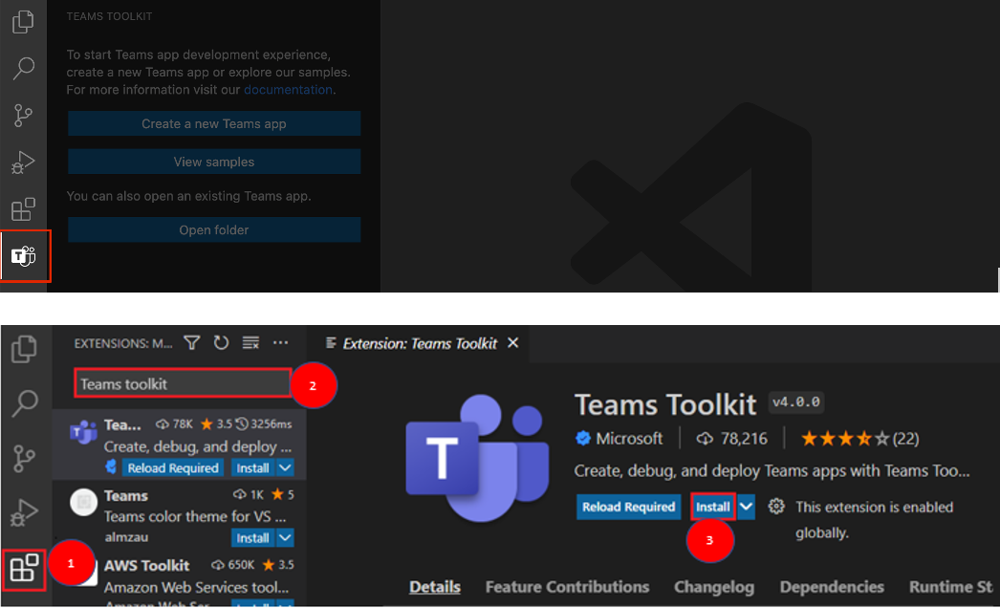 TEAMS TOOLKIT
To start Teams app development experience,
create a new Teams app or explore our samples.
For more information visit our documentation.
Create a new Teams app
View samples
You can also open an existing Teams app.
Open folder
T
EXTENSIONS: M...
Teams toolkit
2
Tea... 78K 3.5 3256ms
Create, debug, and deploy ...
Reload Required Install
Teams 1K 5
Teams color theme for VS ...
almzau
Install
1
AWS Toolkit 650K 3.5
Amazon Web Services tool...
Amazon Web Ser... Install
Extension: Teams Toolkit
T
Teams Toolkit v4.0.0
Microsoft 78,216 (22)
Create, debug, and deploy Teams apps with Teams Too...
Reload Required Install This extension is enabled
globally.
3
Details Feature Contributions Changelog Dependencies Runtime St